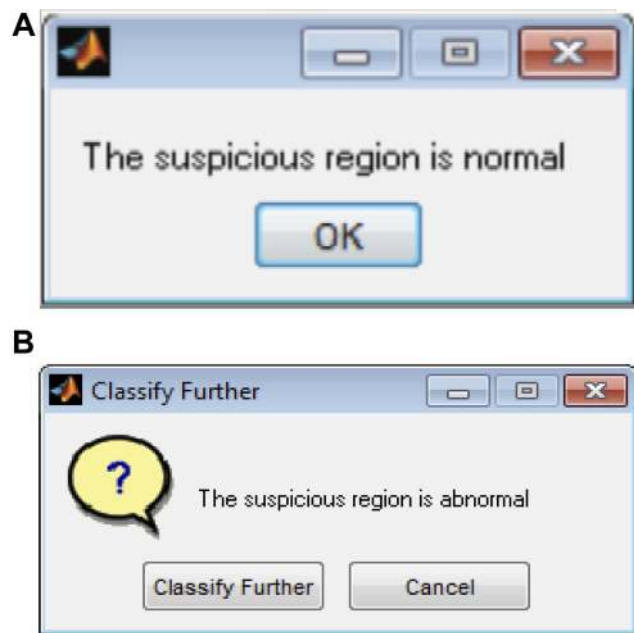 A
The suspicious region is normal
OK
B
Classify Further
?
The suspicious region is abnormal
Classify Further Cancel